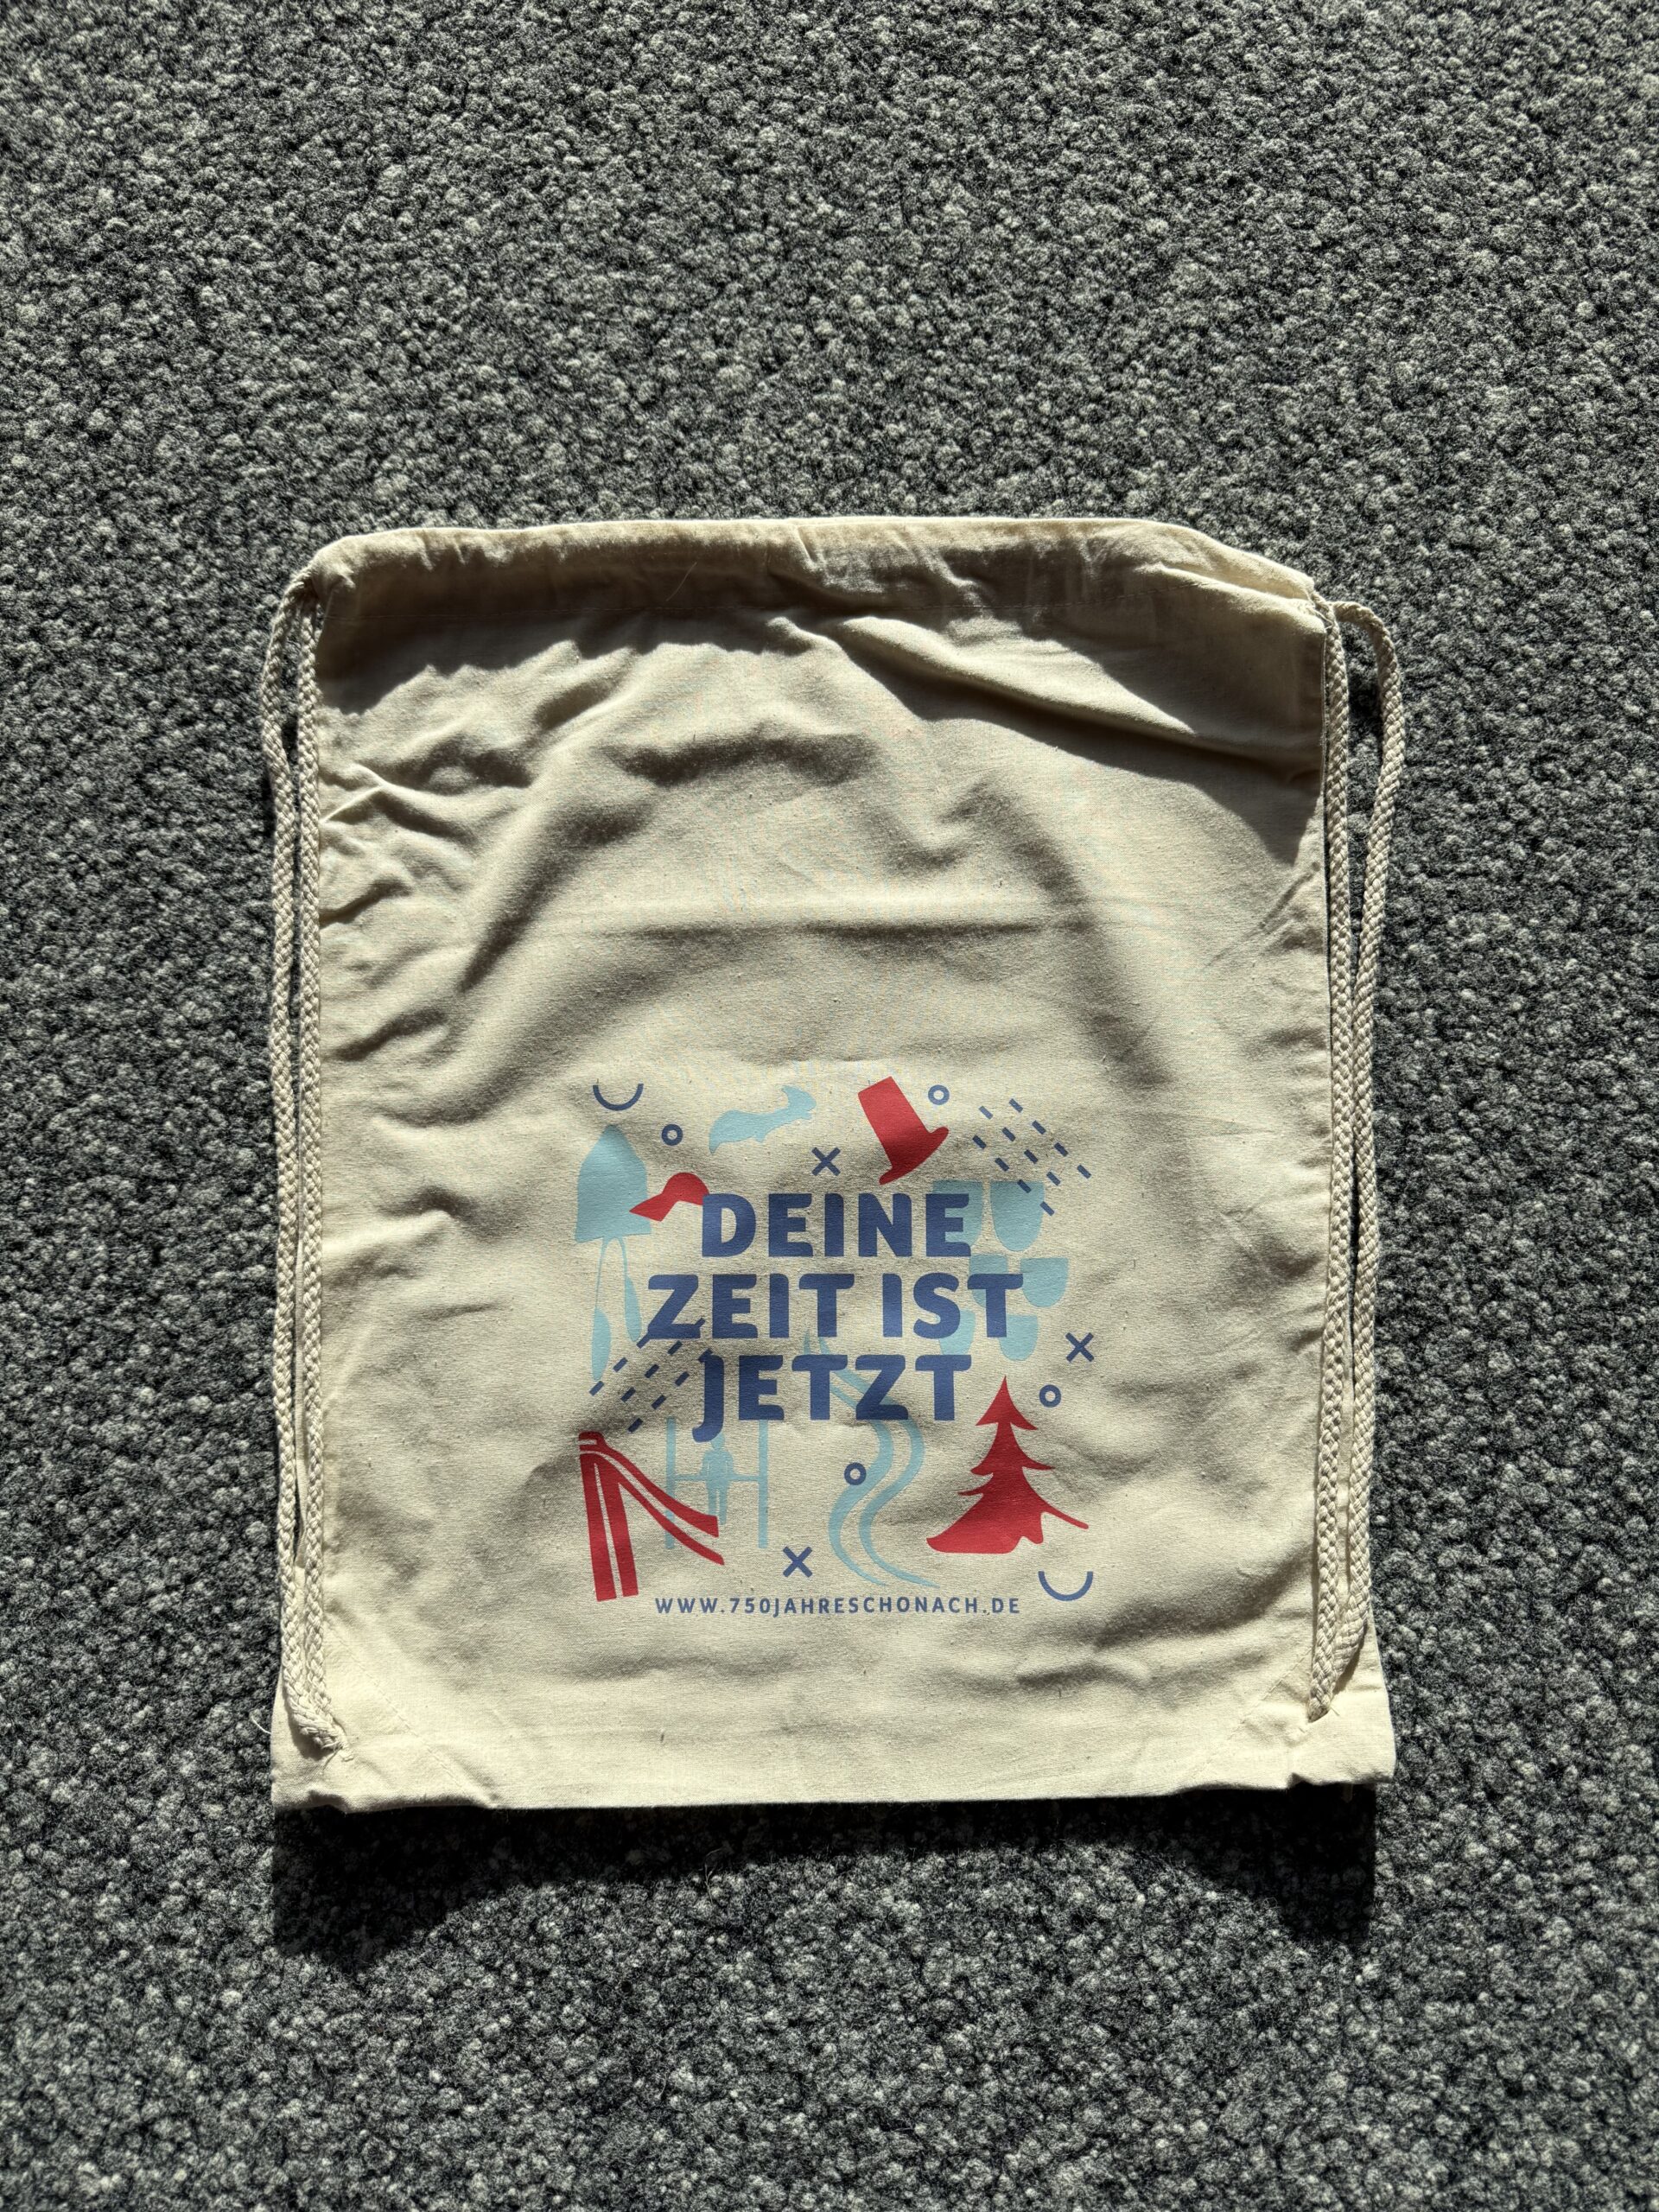 DEINE
ZEIT IST
JETZT
WWW.750JAHRESCHONACH.DE